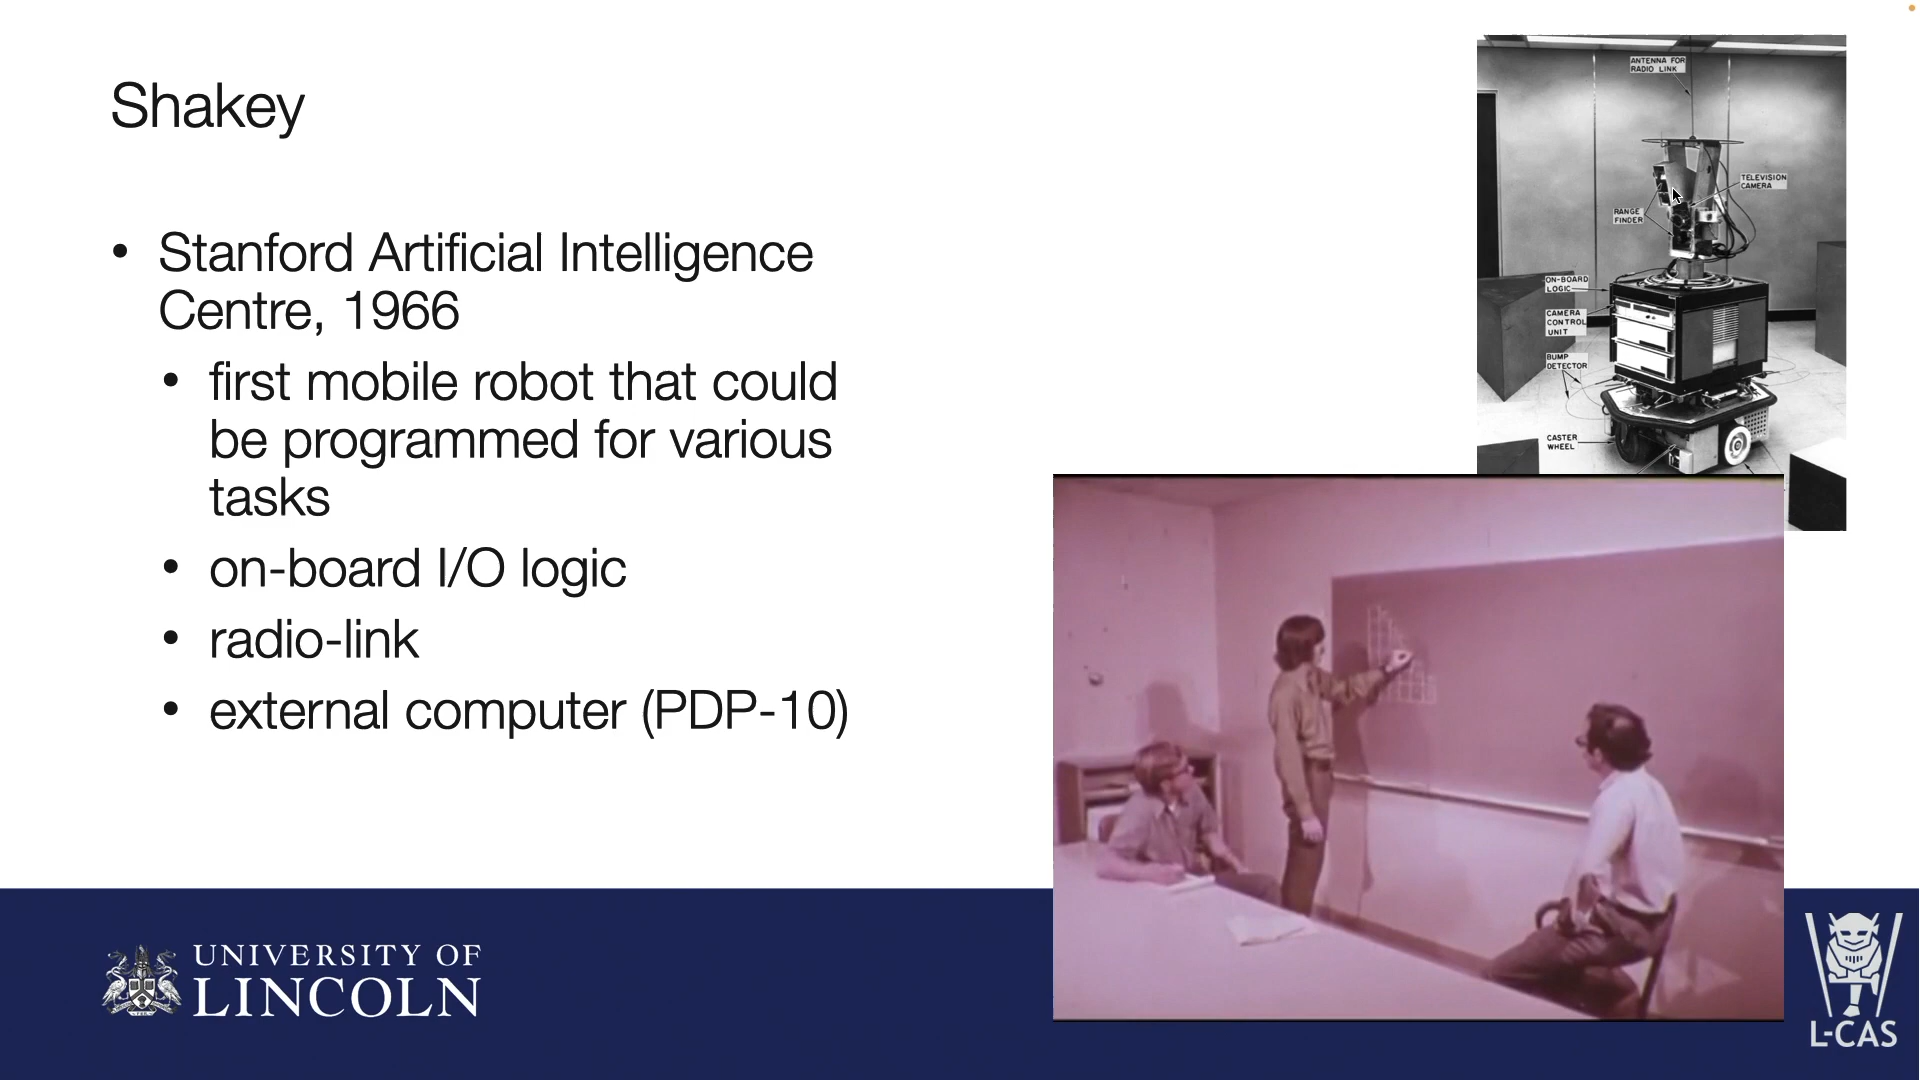 Shakey
• Stanford Artificial Intelligence
Centre, 1966
• first mobile robot that could
be programmed for various
tasks
• on-board I/O logic
• radio-link
• external computer (PDP-10)
ANTENNA FOR
RADIO LINK
TELEVISION
CAMERA
RANGE
FINDER
ON-BOARD
LOGIC
CAMERA
CONTROL
UNIT
BUMP
DETECTOR
CASTER
WHEEL
UNIVERSITY OF
LINCOLN
L-CAS